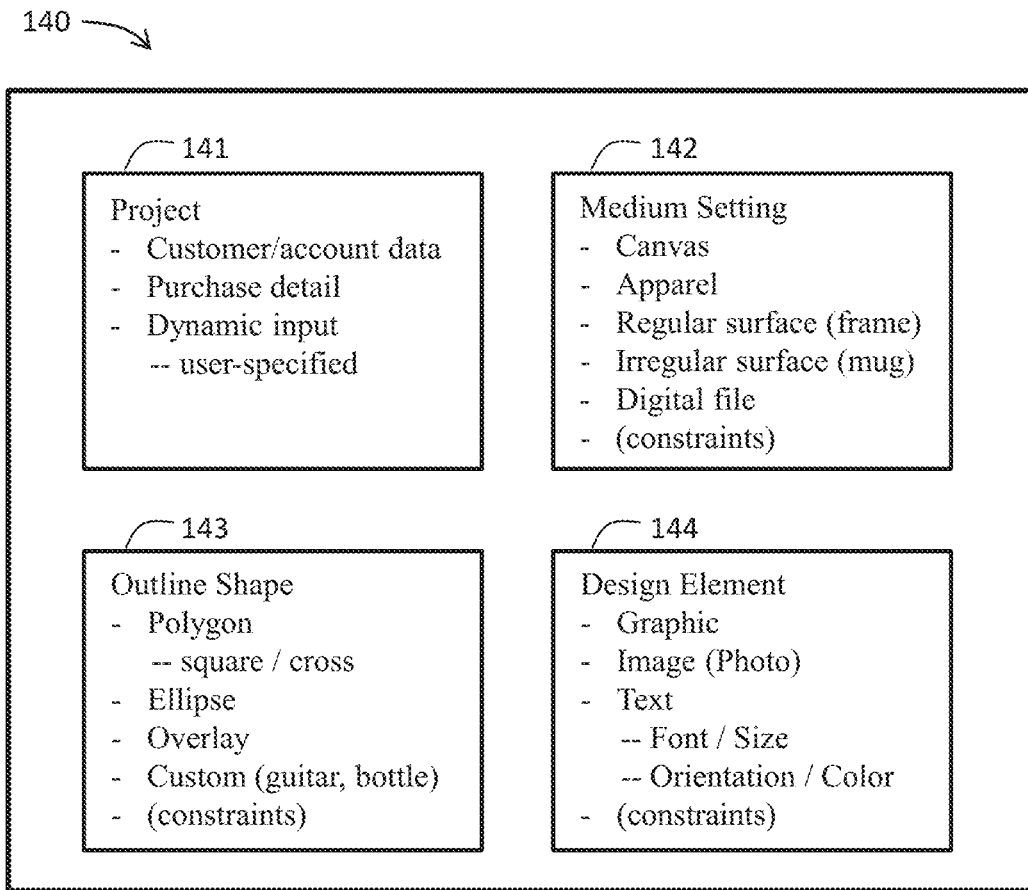 140
141
Project
- Customer/account data
- Purchase detail
- Dynamic input
-- user-specified
142
Medium Setting
- Canvas
- Apparel
- Regular surface (frame)
- Irregular surface (mug)
- Digital file
- (constraints)
143
Outline Shape
- Polygon
-- square / cross
- Ellipse
- Overlay
- Custom (guitar, bottle)
- (constraints)
144
Design Element
- Graphic
- Image (Photo)
- Text
-- Font / Size
-- Orientation / Color
- (constraints)